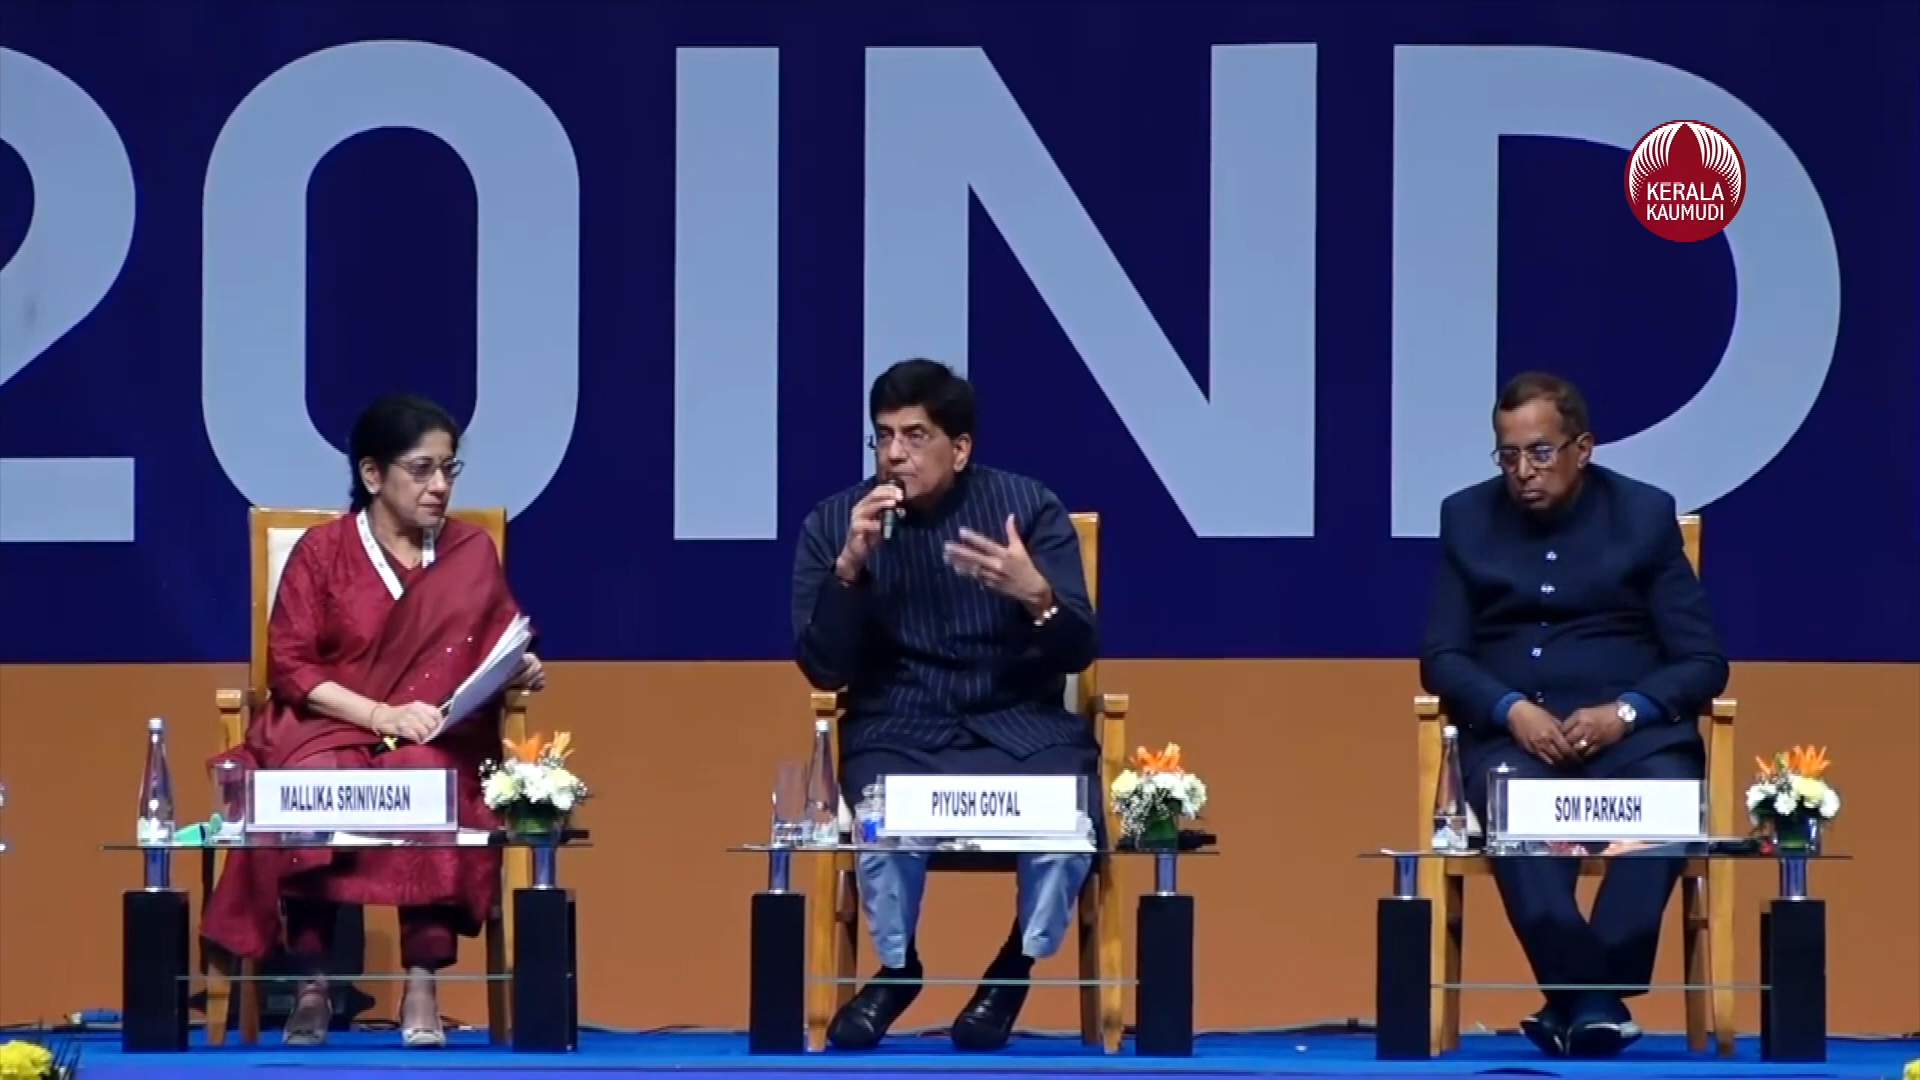 20IND
KERALA
KAUMUDI
MALLIKA SRINIVASAN
PIYUSH GOYAL
SOM PARKASH